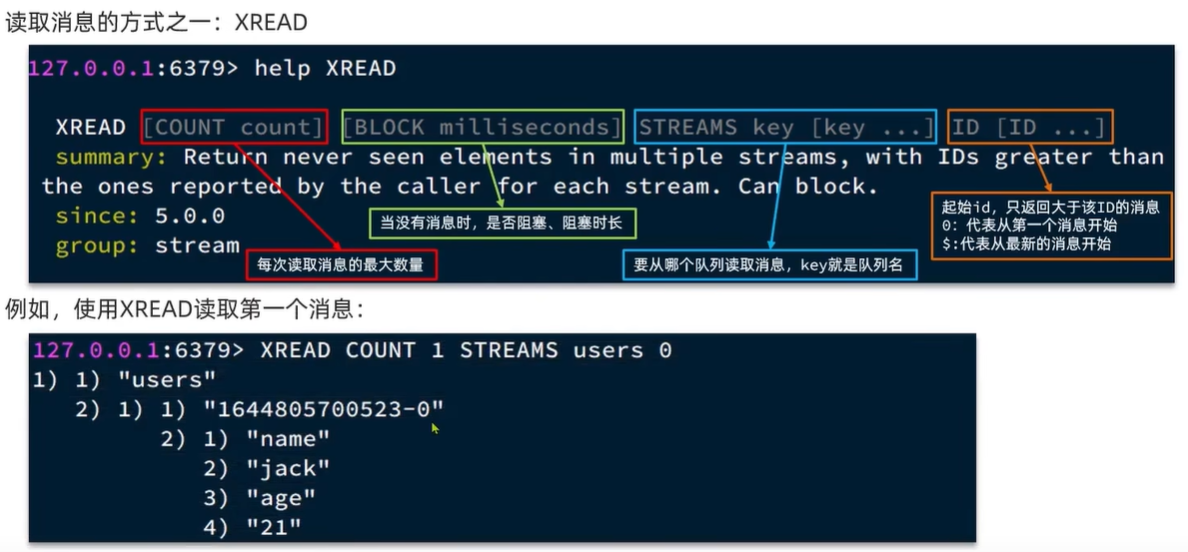 读取消息的方式之一：XREAD
127.0.0.1:6379> help XREAD
XREAD [COUNT count] [BLOCK milliseconds] STREAMS key [key ...] ID [ID ...]
summary: Return never seen elements in multiple streams, with IDs greater than
the ones reported by the caller for each stream. Can block.
since: 5.0.0
group: stream
每次读取消息的最大数量
当没有消息时，是否阻塞、阻塞时长
要从哪个队列读取消息，key就是队列名
起始id，只返回大于该ID的消息
0：代表从第一个消息开始
$:代表从最新的消息开始
例如，使用XREAD读取第一个消息：
127.0.0.1:6379> XREAD COUNT 1 STREAMS users 0
1) 1) "users"
2) 1) 1) "1644805700523-0"
2) 1) "name"
2) "jack"
3) "age"
4) "21"